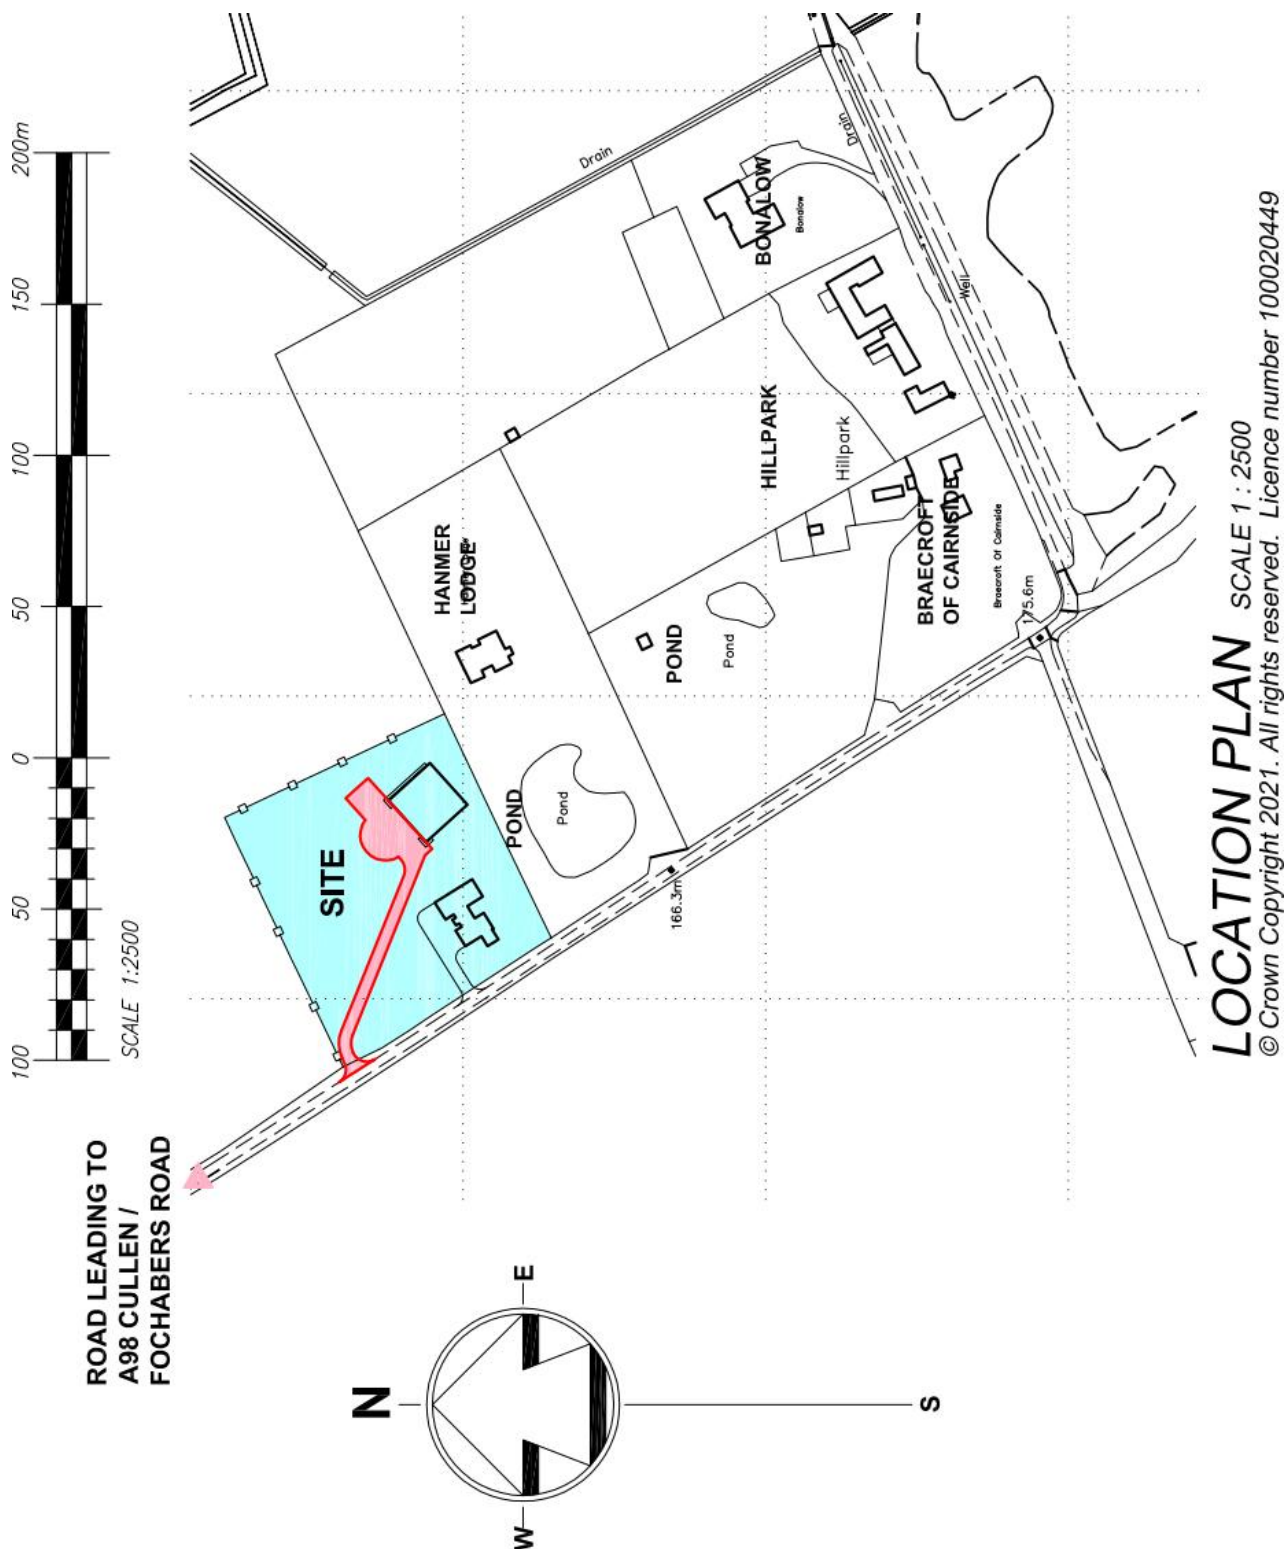 200m
150
100
50
0
50
100
SCALE 1:2500
ROAD LEADING TO
A98 CULLEN /
FOCHABERS ROAD
N
E
W
S
SITE
HANMER
LODGE
POND
Pond
POND
Pond
166.3m
Drain
Drain
BONALOW
Bonalow
Well
HILLPARK
Hillpark
BRAECROFT
OF CAIRNSIDE
Braecroft Of Cairnside
175.6m
LOCATION PLAN SCALE 1 : 2500
© Crown Copyright 2021. All rights reserved. Licence number 100020449